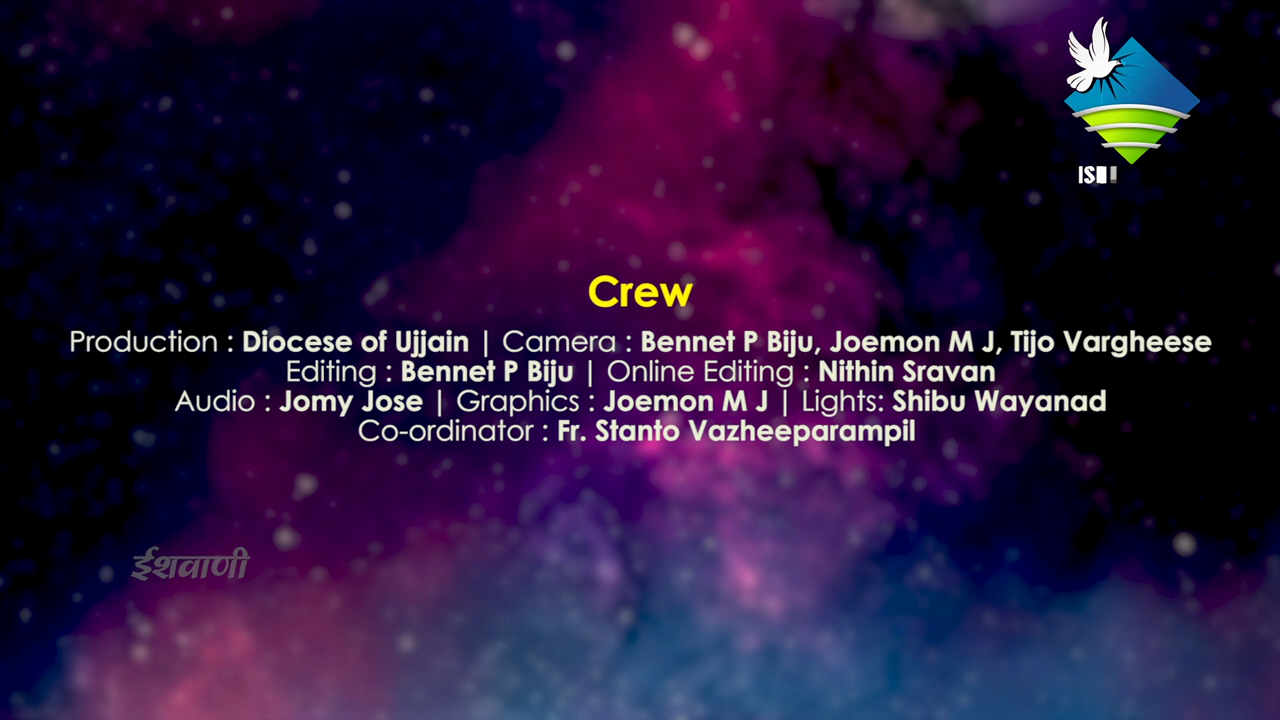 Crew
Production : Diocese of Ujjain | Camera : Bennet P Biju, Joemon M J, Tijo Vargheese
Editing : Bennet P Biju | Online Editing : Nithin Sravan
Audio : Jomy Jose | Graphics : Joemon M J | Lights: Shibu Wayanad
Co-ordinator : Fr. Stanto Vazheeparampil
ईशवाणी